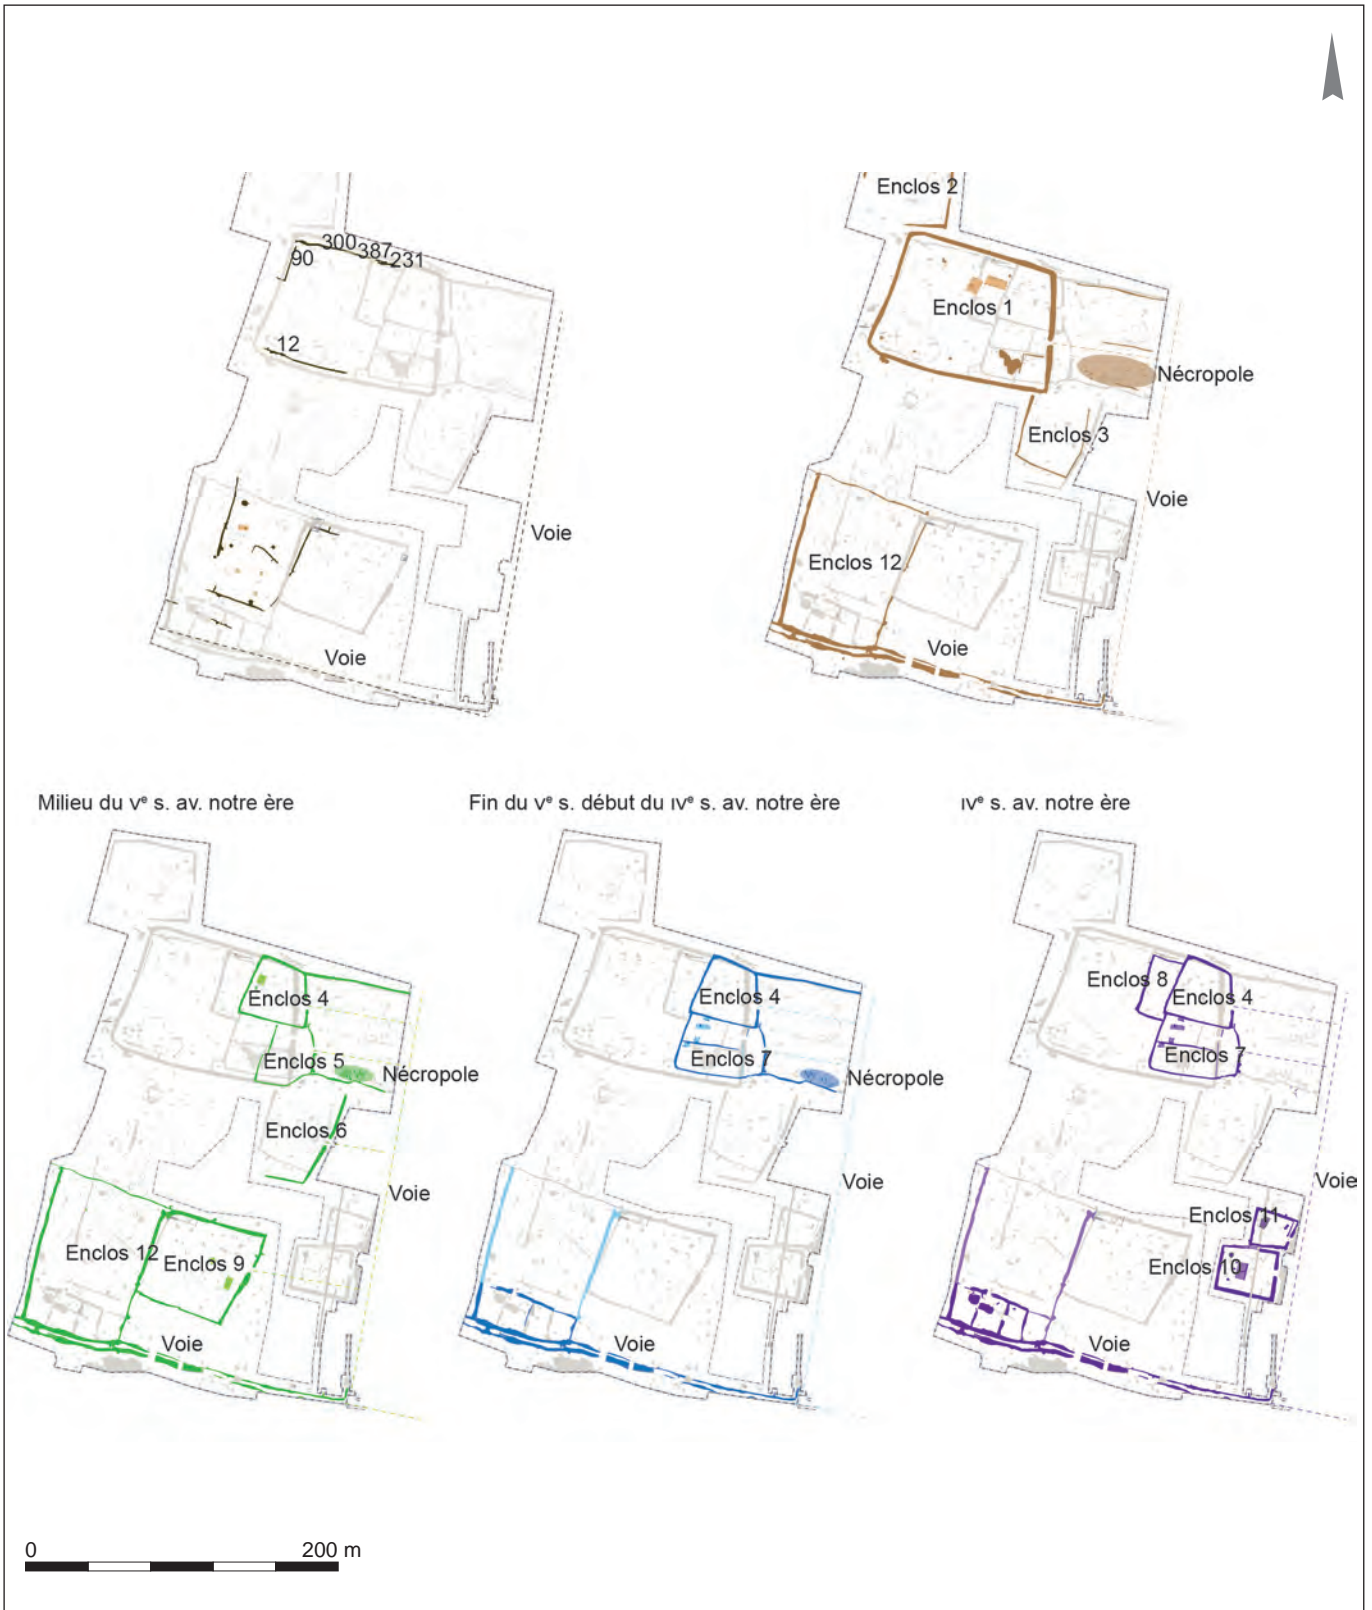 300
387
231
90
12
Voie
Voie
Enclos 2
Enclos 1
Nécropole
Enclos 3
Voie
Enclos 12
Voie
Milieu du Vᵉ s. av. notre ère
Enclos 4
Enclos 5
Nécropole
Enclos 6
Voie
Enclos 12
Enclos 9
Voie
Fin du Vᵉ s. début du IVᵉ s. av. notre ère
Enclos 4
Enclos 7
Nécropole
Voie
Voie
IVᵉ s. av. notre ère
Enclos 8
Enclos 4
Enclos 7
Voie
Enclos 11
Enclos 10
Voie
0 200 m